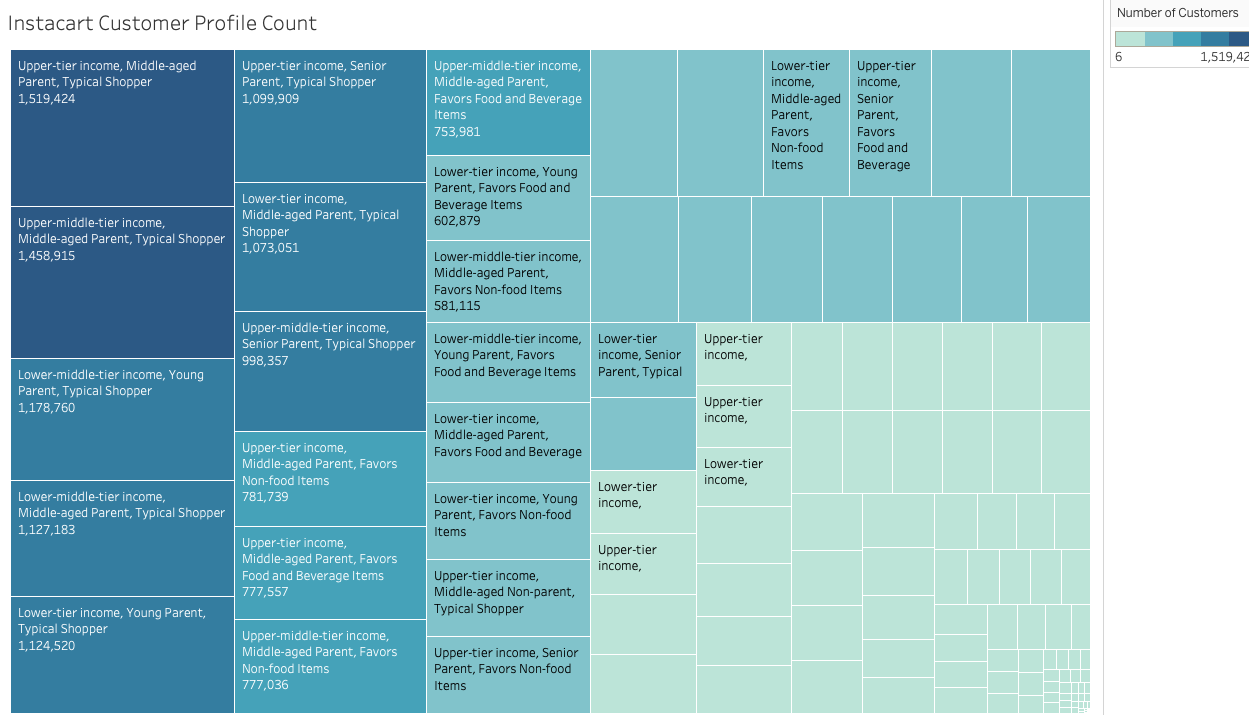 Instacart Customer Profile Count
Number of Customers
6
1,519,42
Upper-tier income, Middle-aged
Parent, Typical Shopper
1,519,424
Upper-middle-tier income,
Middle-aged Parent, Typical Shopper
1,458,915
Lower-middle-tier income, Young
Parent, Typical Shopper
1,178,760
Lower-middle-tier income,
Middle-aged Parent, Typical Shopper
1,127,183
Lower-tier income, Young Parent,
Typical Shopper
1,124,520
Upper-tier income, Senior
Parent, Typical Shopper
1,099,909
Lower-tier income,
Middle-aged Parent, Typical
Shopper
1,073,051
Upper-middle-tier income,
Senior Parent, Typical Shopper
998,357
Upper-tier income,
Middle-aged Parent, Favors
Non-food Items
781,739
Upper-tier income,
Middle-aged Parent, Favors
Food and Beverage Items
777,557
Upper-middle-tier income,
Middle-aged Parent, Favors
Non-food Items
777,036
Upper-middle-tier income,
Middle-aged Parent,
Favors Food and Beverage
Items
753,981
Lower-tier income, Young
Parent, Favors Food and
Beverage Items
602,879
Lower-middle-tier income,
Middle-aged Parent,
Favors Non-food Items
581,115
Lower-middle-tier income,
Young Parent, Favors
Food and Beverage Items
Lower-tier income,
Middle-aged Parent,
Favors Food and Beverage
Lower-tier income, Young
Parent, Favors Non-food
Items
Upper-tier income,
Middle-aged Non-parent,
Typical Shopper
Upper-tier income, Senior
Parent, Favors Non-food
Items
Lower-tier
income,
Middle-aged
Parent,
Favors
Non-food
Items
Upper-tier
income,
Senior
Parent,
Favors
Food and
Beverage
Lower-tier
income, Senior
Parent, Typical
Lower-tier
income,
Upper-tier
income,
Upper-tier
income,
Upper-tier
income,
Lower-tier
income,